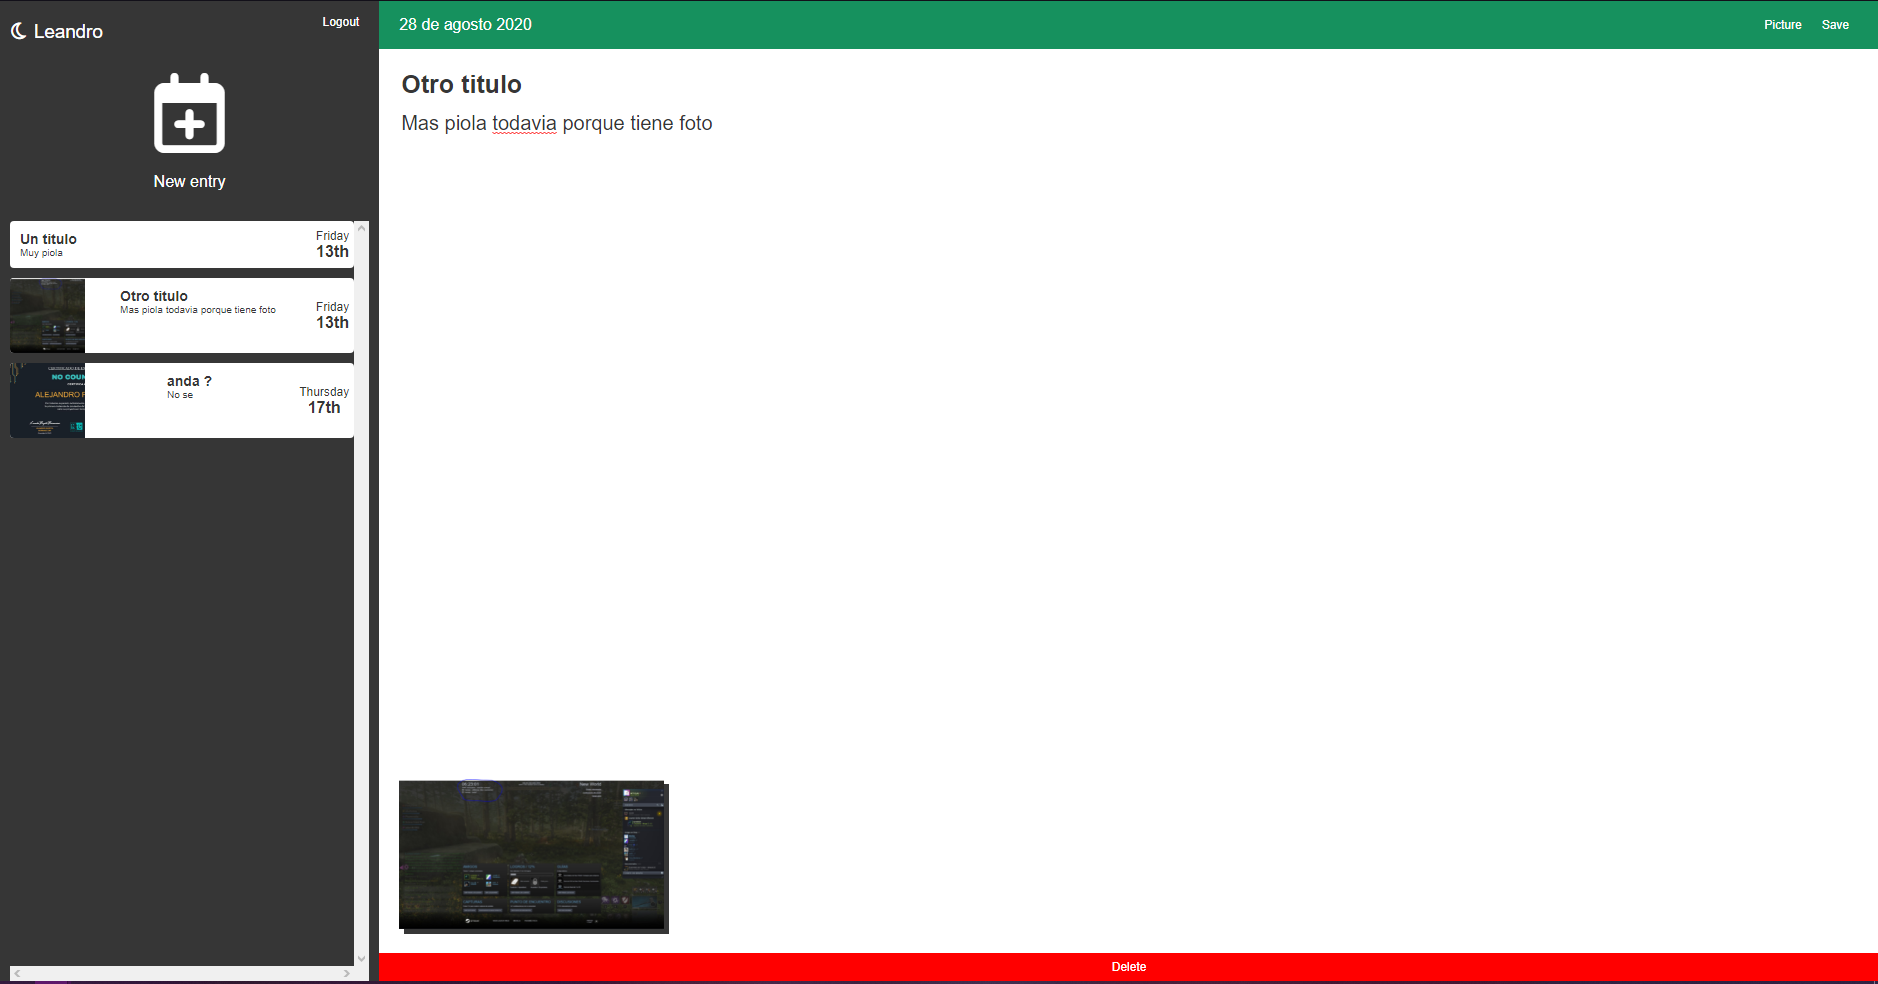 Leandro
Logout
New entry
Un titulo
Muy piola
Friday
13th
Otro titulo
Mas piola todavia porque tiene foto
Friday
13th
NO COUN
ALEJANDRO
anda ?
No se
Thursday
17th
28 de agosto 2020
Picture
Save
Otro titulo
Mas piola todavia porque tiene foto
Delete